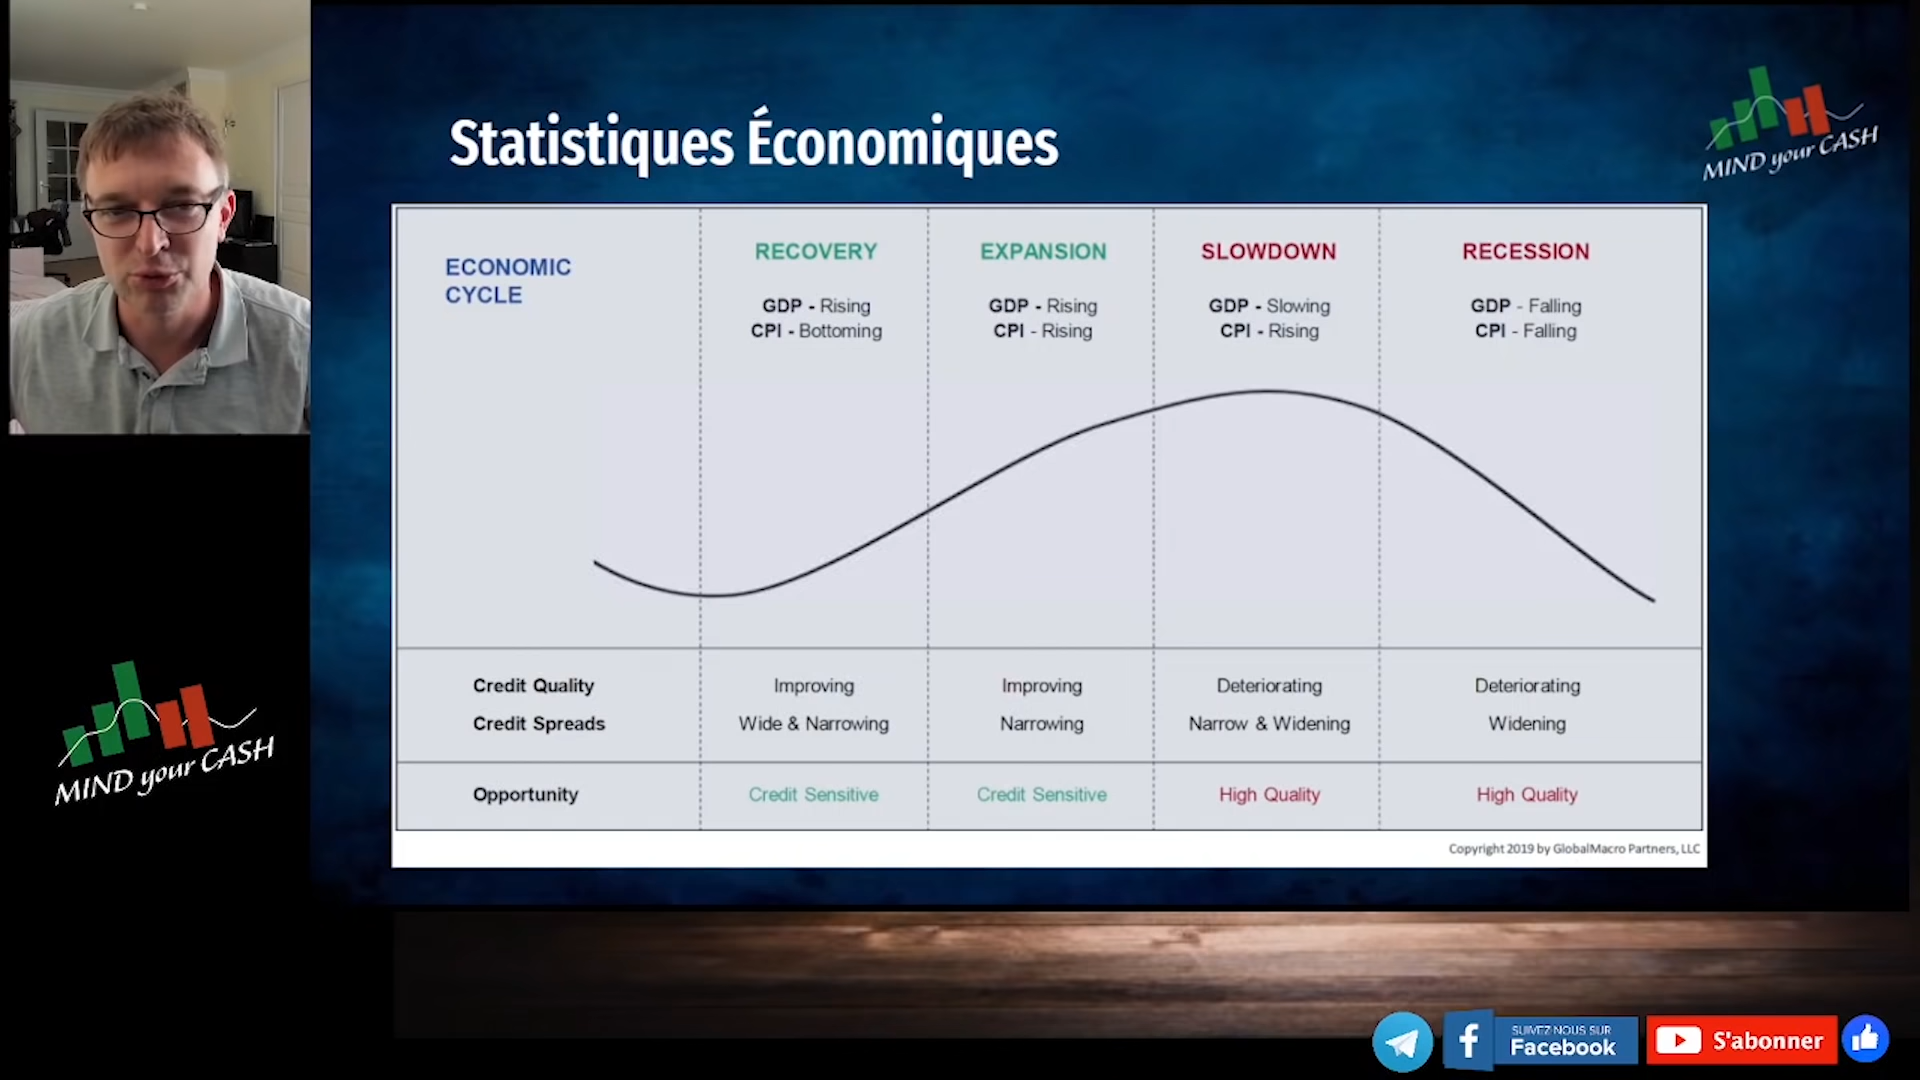 Statistiques Économiques
MIND your CASH
ECONOMIC
CYCLE
RECOVERY
GDP - Rising
CPI - Bottoming
EXPANSION
GDP - Rising
CPI - Rising
SLOWDOWN
GDP - Slowing
CPI - Rising
RECESSION
GDP - Falling
CPI - Falling
Credit Quality Improving Improving Deteriorating Deteriorating
Credit Spreads Wide & Narrowing Narrowing Narrow & Widening Widening
Opportunity Credit Sensitive Credit Sensitive High Quality High Quality
Copyright 2019 by GlobalMacro Partners, LLC
MIND your CASH
SUIVEZ-NOUS SUR
Facebook
S'abonner